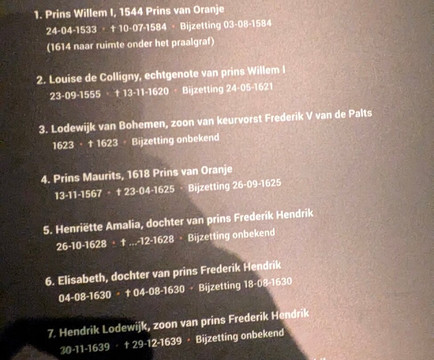 1. Prins Willem I, 1544 Prins van Oranje
24-04-1533 · † 10-07-1584 · Bijzetting 03-08-1584
(1614 naar ruimte onder het praalgraf)
2. Louise de Colligny, echtgenote van prins Willem I
23-09-1555 · † 13-11-1620 · Bijzetting 24-05-1621
3. Lodewijk van Bohemen, zoon van keurvorst Frederik V van de Palts
1623 · † 1623 · Bijzetting onbekend
4. Prins Maurits, 1618 Prins van Oranje
13-11-1567 · † 23-04-1625 · Bijzetting 26-09-1625
5. Henriëtte Amalia, dochter van prins Frederik Hendrik
26-10-1628 · † ...-12-1628 · Bijzetting onbekend
6. Elisabeth, dochter van prins Frederik Hendrik
04-08-1630 · † 04-08-1630 · Bijzetting 18-08-1630
7. Hendrik Lodewijk, zoon van prins Frederik Hendrik
30-11-1639 · † 29-12-1639 · Bijzetting onbekend